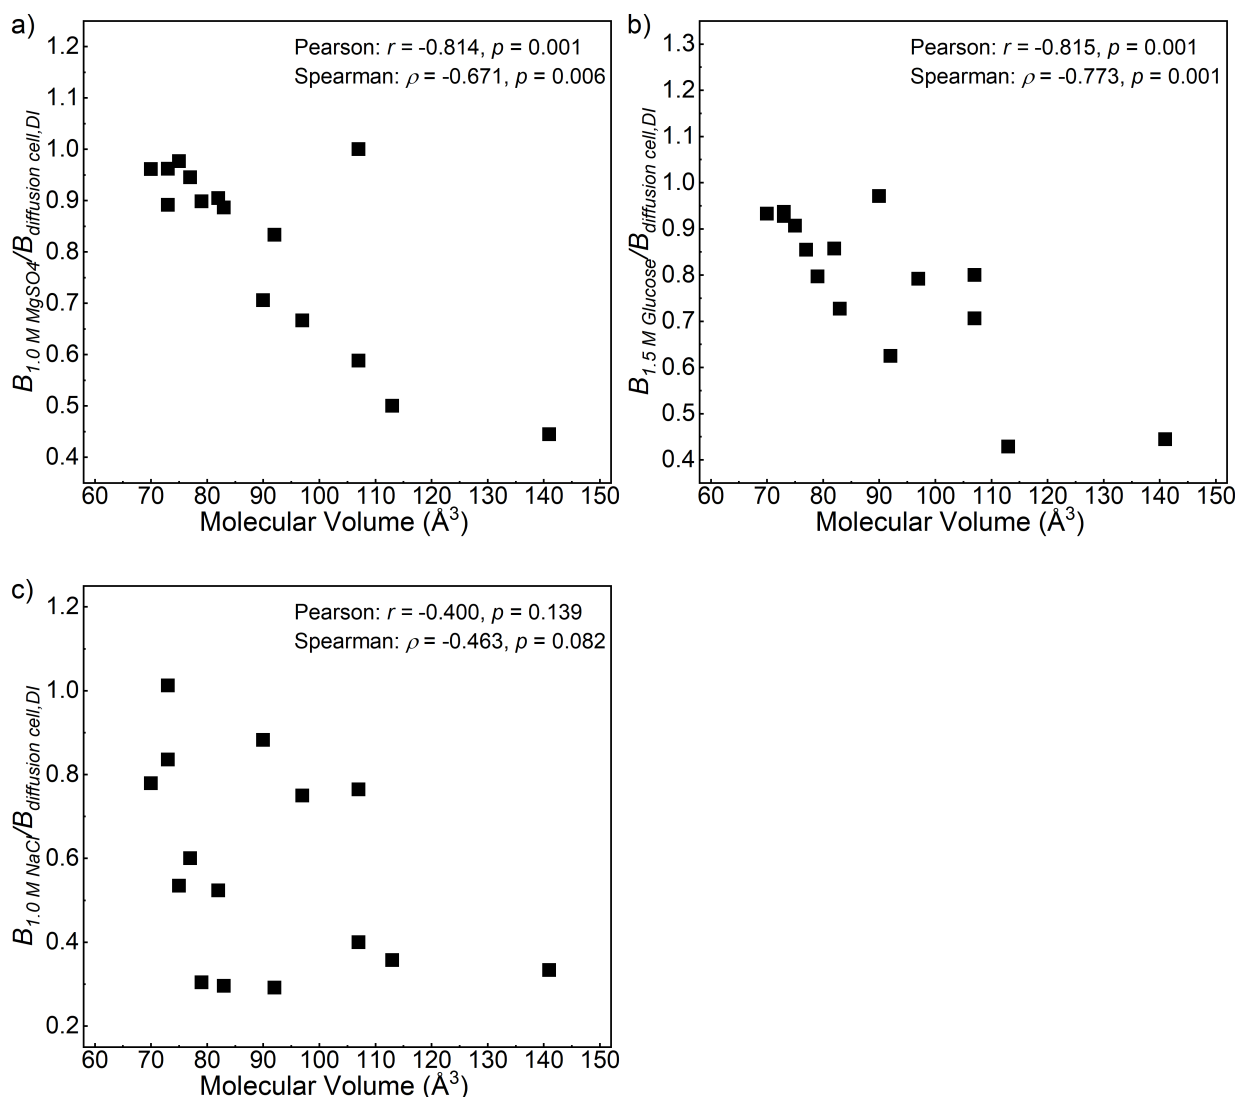 a)
Pearson: r = -0.814, p = 0.001
Spearman: ρ = -0.671, p = 0.006
B1.0 M MgSO4/Bdiffusion cell,DI
1.2
1.1
1.0
0.9
0.8
0.7
0.6
0.5
0.4
60 70 80 90 100 110 120 130 140 150
Molecular Volume (Å3)
b)
Pearson: r = -0.815, p = 0.001
Spearman: ρ = -0.773, p = 0.001
B1.5 M Glucose/Bdiffusion cell,DI
1.3
1.2
1.1
1.0
0.9
0.8
0.7
0.6
0.5
0.4
60 70 80 90 100 110 120 130 140 150
Molecular Volume (Å3)
c)
Pearson: r = -0.400, p = 0.139
Spearman: ρ = -0.463, p = 0.082
B1.0 M NaCl/Bdiffusion cell,DI
1.2
1.0
0.8
0.6
0.4
0.2
60 70 80 90 100 110 120 130 140 150
Molecular Volume (Å3)